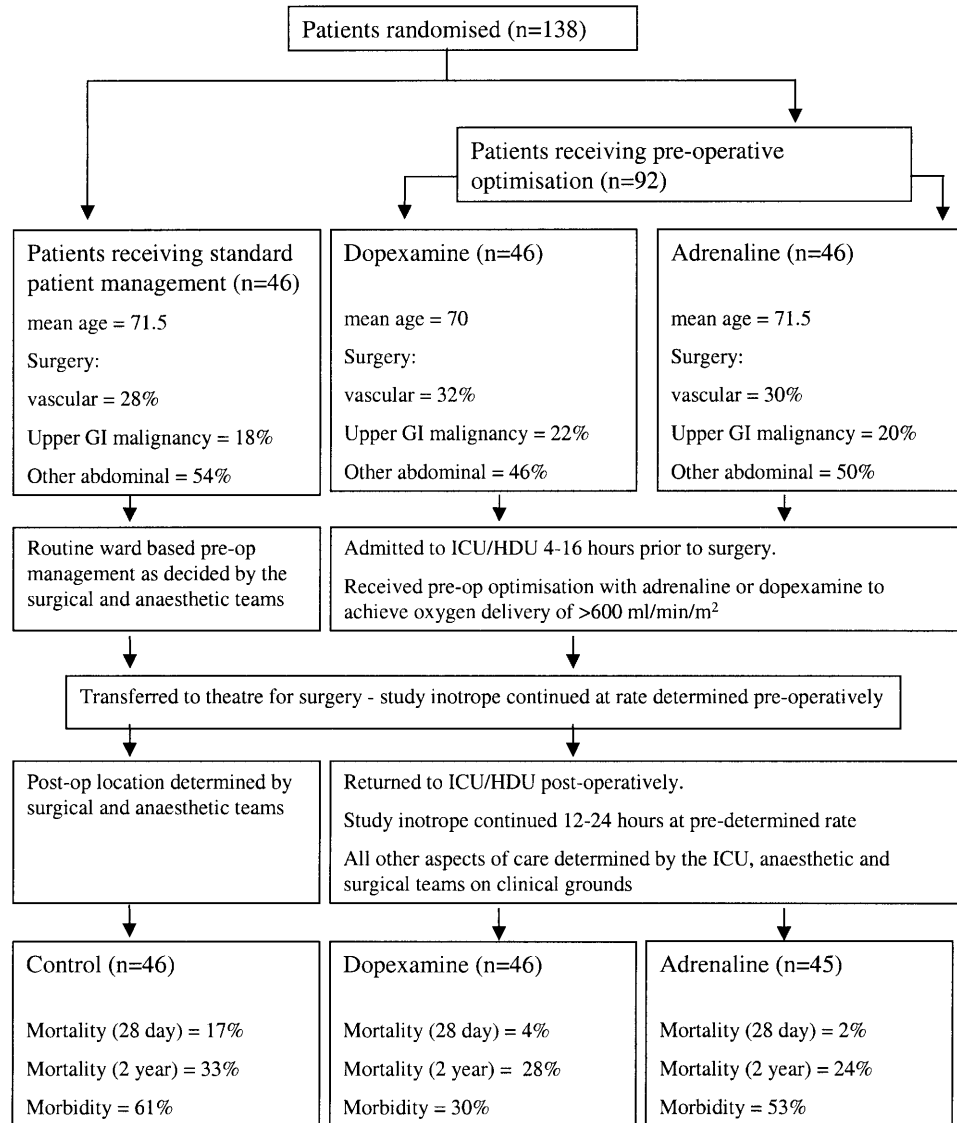 Patients randomised (n=138)
Patients receiving pre-operative
optimisation (n=92)
Patients receiving standard
patient management (n=46)
mean age = 71.5
Surgery:
vascular = 28%
Upper GI malignancy = 18%
Other abdominal = 54%
Dopexamine (n=46)
mean age = 70
Surgery:
vascular = 32%
Upper GI malignancy = 22%
Other abdominal = 46%
Adrenaline (n=46)
mean age = 71.5
Surgery:
vascular = 30%
Upper GI malignancy = 20%
Other abdominal = 50%
Routine ward based pre-op
management as decided by the
surgical and anaesthetic teams
Admitted to ICU/HDU 4-16 hours prior to surgery.
Received pre-op optimisation with adrenaline or dopexamine to
achieve oxygen delivery of >600 ml/min/m²
Transferred to theatre for surgery - study inotrope continued at rate determined pre-operatively
Post-op location determined by
surgical and anaesthetic teams
Returned to ICU/HDU post-operatively.
Study inotrope continued 12-24 hours at pre-determined rate
All other aspects of care determined by the ICU, anaesthetic and
surgical teams on clinical grounds
Control (n=46)
Mortality (28 day) = 17%
Mortality (2 year) = 33%
Morbidity = 61%
Dopexamine (n=46)
Mortality (28 day) = 4%
Mortality (2 year) = 28%
Morbidity = 30%
Adrenaline (n=45)
Mortality (28 day) = 2%
Mortality (2 year) = 24%
Morbidity = 53%